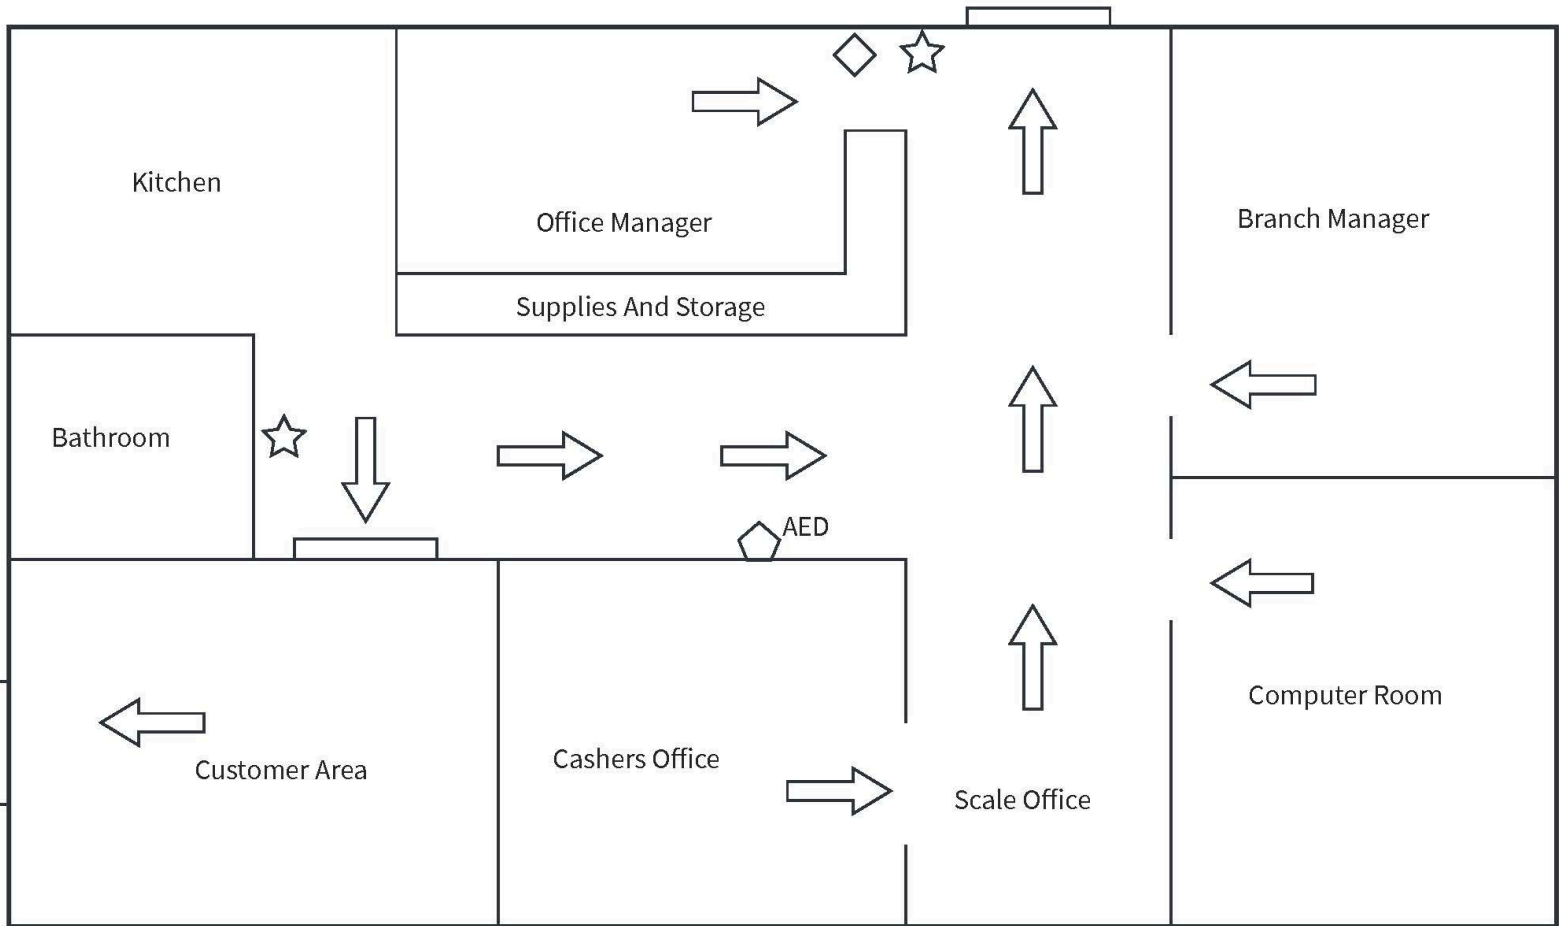 Kitchen
Office Manager
Branch Manager
Supplies And Storage
Bathroom
AED
Computer Room
Customer Area
Cashers Office
Scale Office